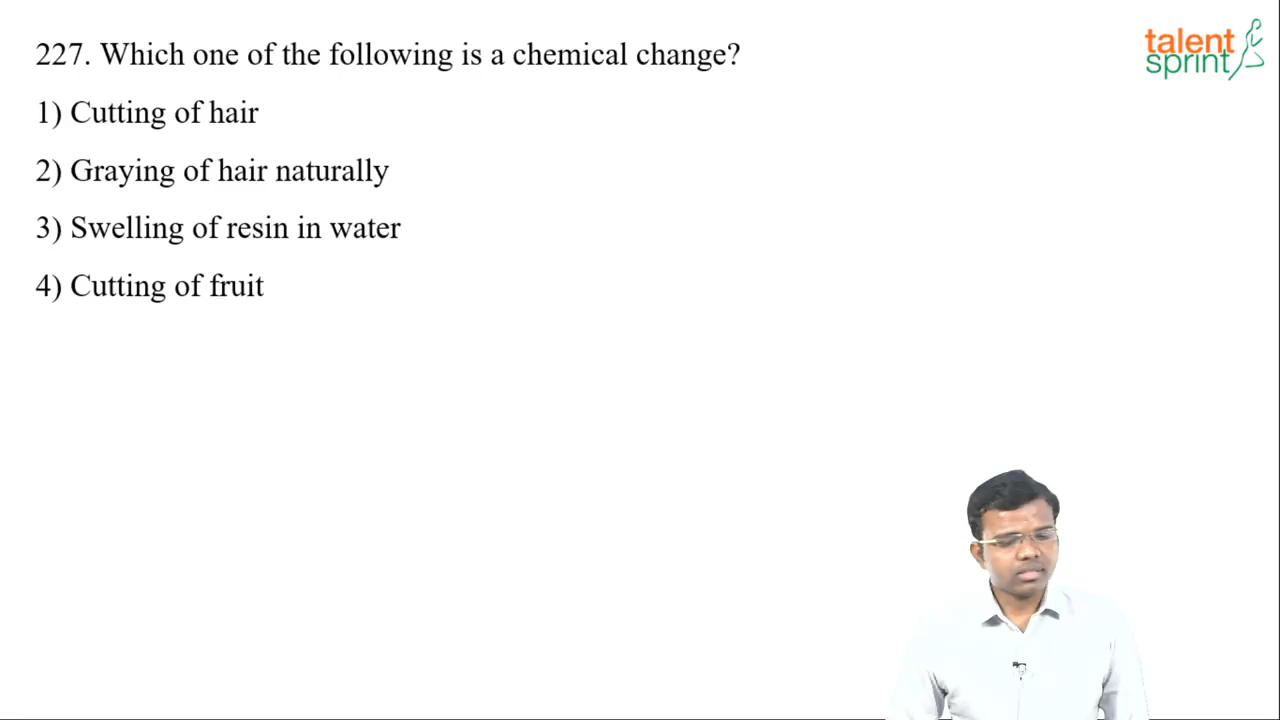 227. Which one of the following is a chemical change?
1) Cutting of hair
2) Graying of hair naturally
3) Swelling of resin in water
4) Cutting of fruit
talent
sprint